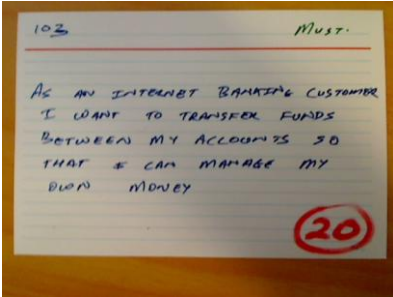 103 MUST.
AS AN INTERNET BANKING CUSTOMER
I WANT TO TRANSFER FUNDS
BETWEEN MY ACCOUNTS SO
THAT I CAN MANAGE MY
OWN MONEY
20